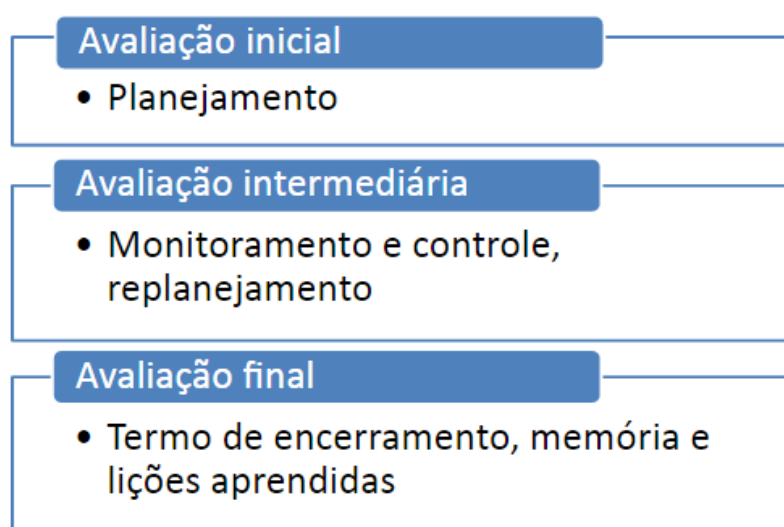 Avaliação inicial
• Planejamento
Avaliação intermediária
• Monitoramento e controle,
replanejamento
Avaliação final
• Termo de encerramento, memória e
lições aprendidas